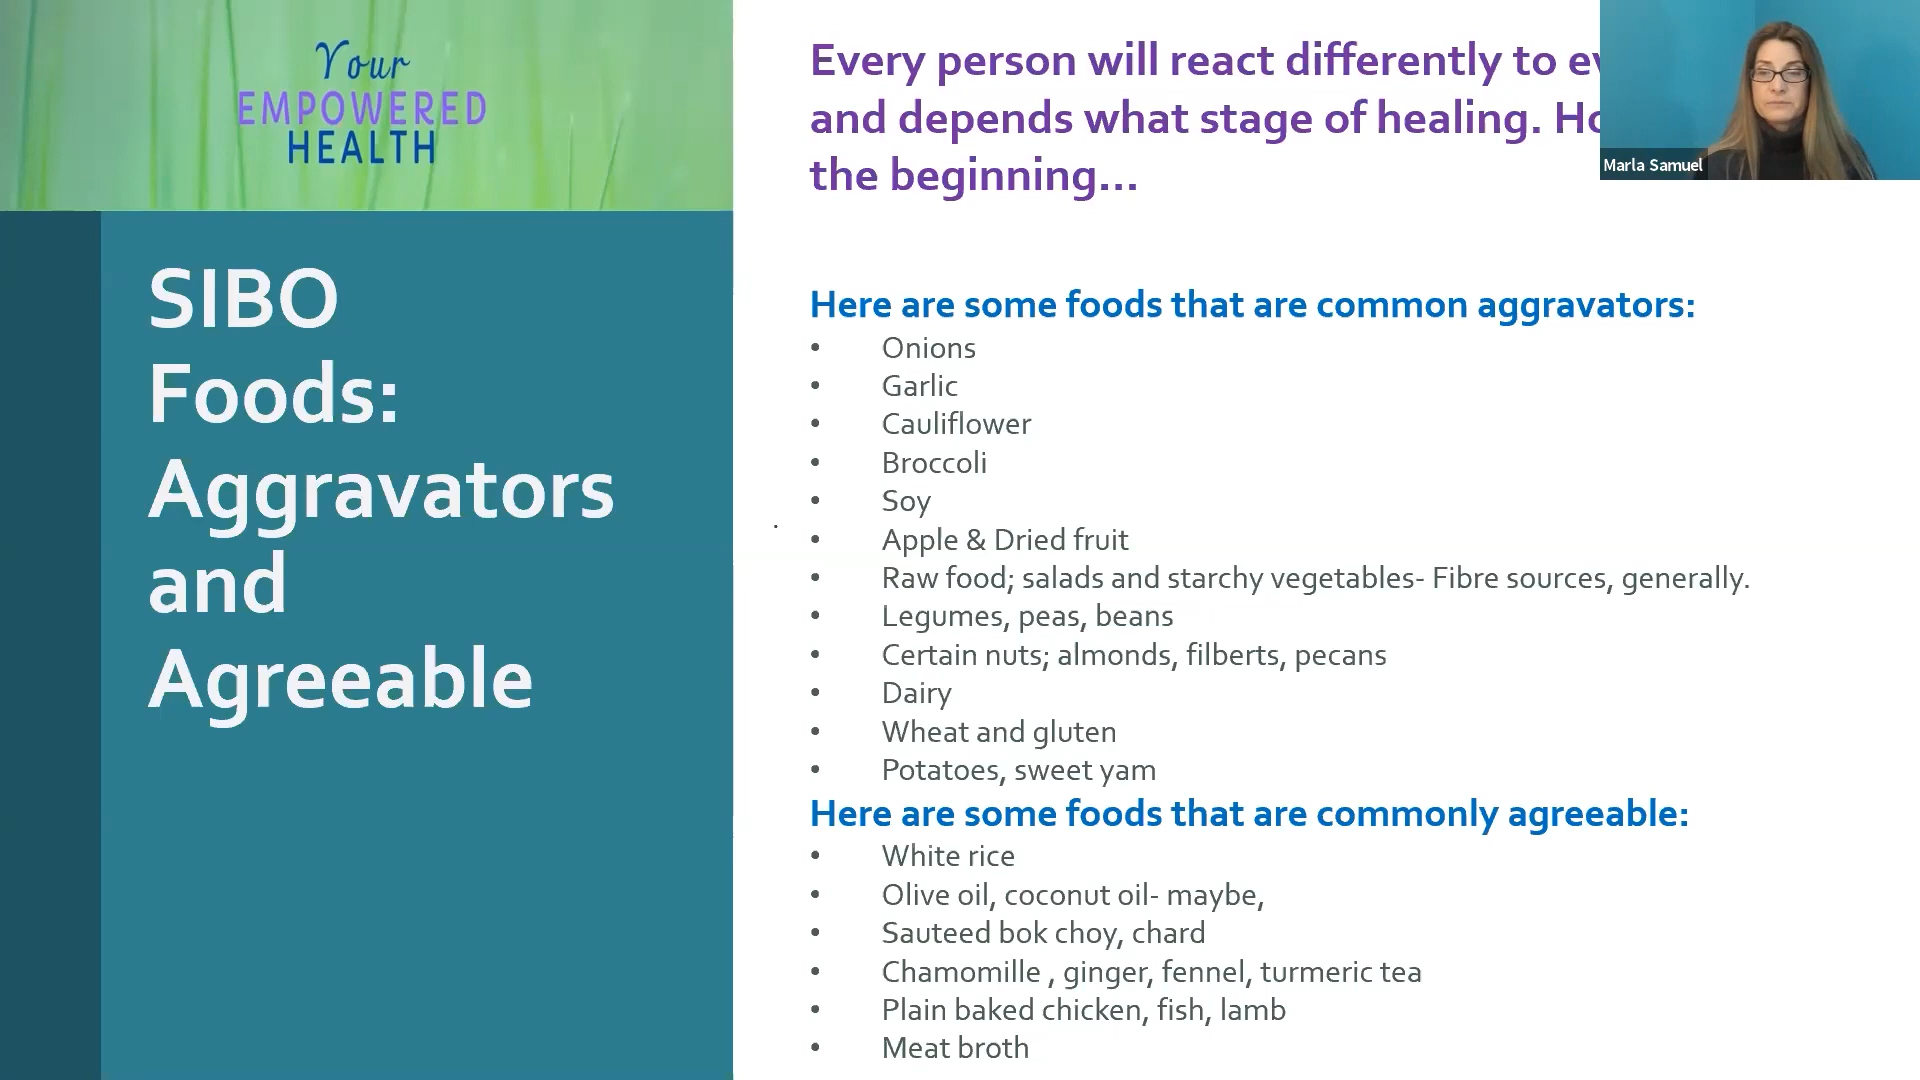 Your
EMPOWERED
HEALTH
SIBO
Foods:
Aggravators
and
Agreeable
Every person will react differently to
and depends what stage of healing.
the beginning...
Marla Samuel
Here are some foods that are common aggravators:
• Onions
• Garlic
• Cauliflower
• Broccoli
• Soy
• Apple & Dried fruit
• Raw food; salads and starchy vegetables- Fibre sources, generally.
• Legumes, peas, beans
• Certain nuts; almonds, filberts, pecans
• Dairy
• Wheat and gluten
• Potatoes, sweet yam
Here are some foods that are commonly agreeable:
• White rice
• Olive oil, coconut oil- maybe,
• Sauteed bok choy, chard
• Chamomille , ginger, fennel, turmeric tea
• Plain baked chicken, fish, lamb
• Meat broth